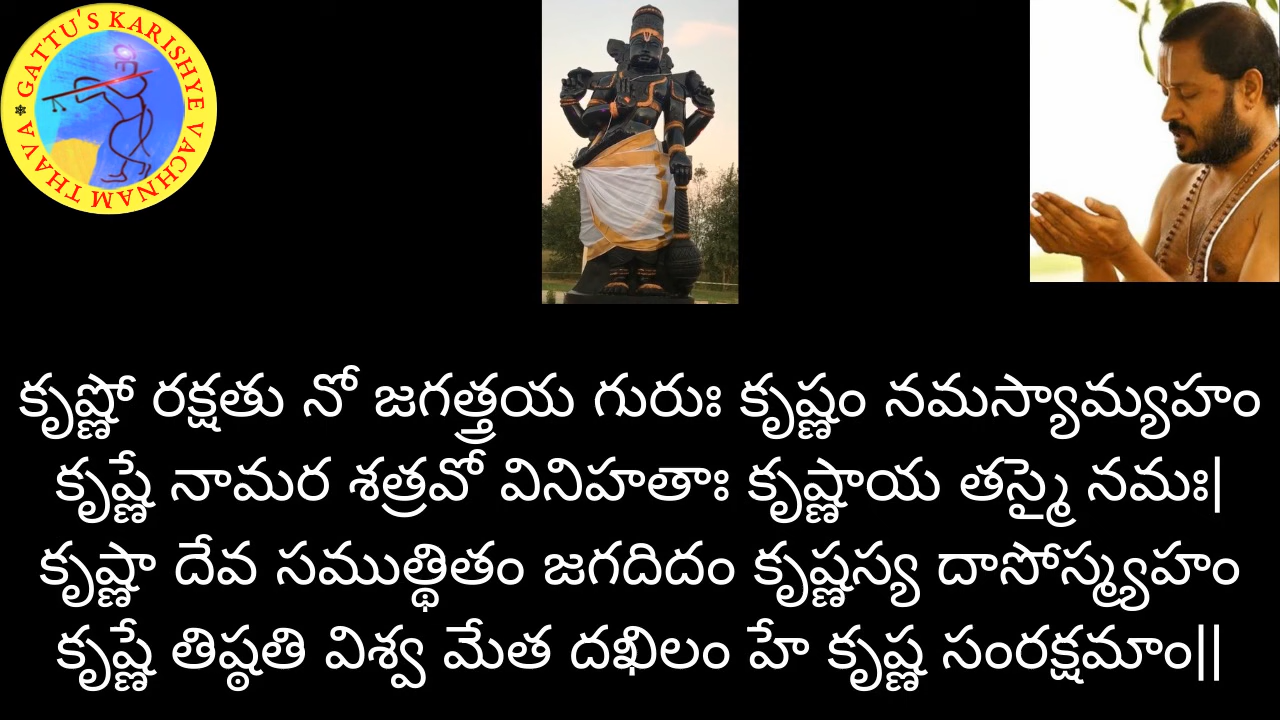 GATTU'S KARISHYE VACHNAM THAVA
కృష్ణో రక్షతు నో జగత్త్రయ గురుః కృష్ణం నమస్యామ్యహం
కృష్ణే నామర శత్రవో వినిహతాః కృష్ణాయ తస్మై నమః|
కృష్ణా దేవ సముత్థితం జగదిదం కృష్ణస్య దాసోస్మ్యహం
కృష్ణే తిష్ఠతి విశ్వ మేత దఖిలం హే కృష్ణ సంరక్షమాం||